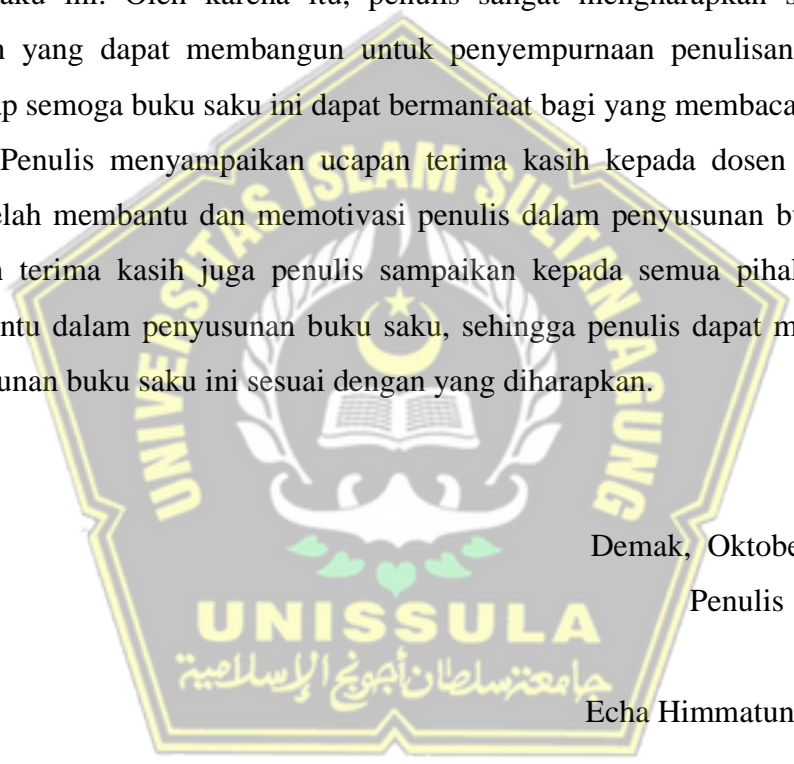 ini. Oleh karena itu, penulis sangat mengharapkan
yang dapat membangun untuk penyempurnaan penulisan
semoga buku saku ini dapat bermanfaat bagi yang membaca
Penulis menyampaikan ucapan terima kasih kepada dosen
elah membantu dan memotivasi penulis dalam penyusunan
terima kasih juga penulis sampaikan kepada semua
ntu dalam penyusunan buku saku, sehingga penulis dapat
unan buku saku ini sesuai dengan yang diharapkan.
UNIVERSITAS ISLAM SULTAN AGUNG
Demak, Oktobe
Penulis
UNISSULA
جامعة سلطان أجونج الإسلامية
Echa Himmatun